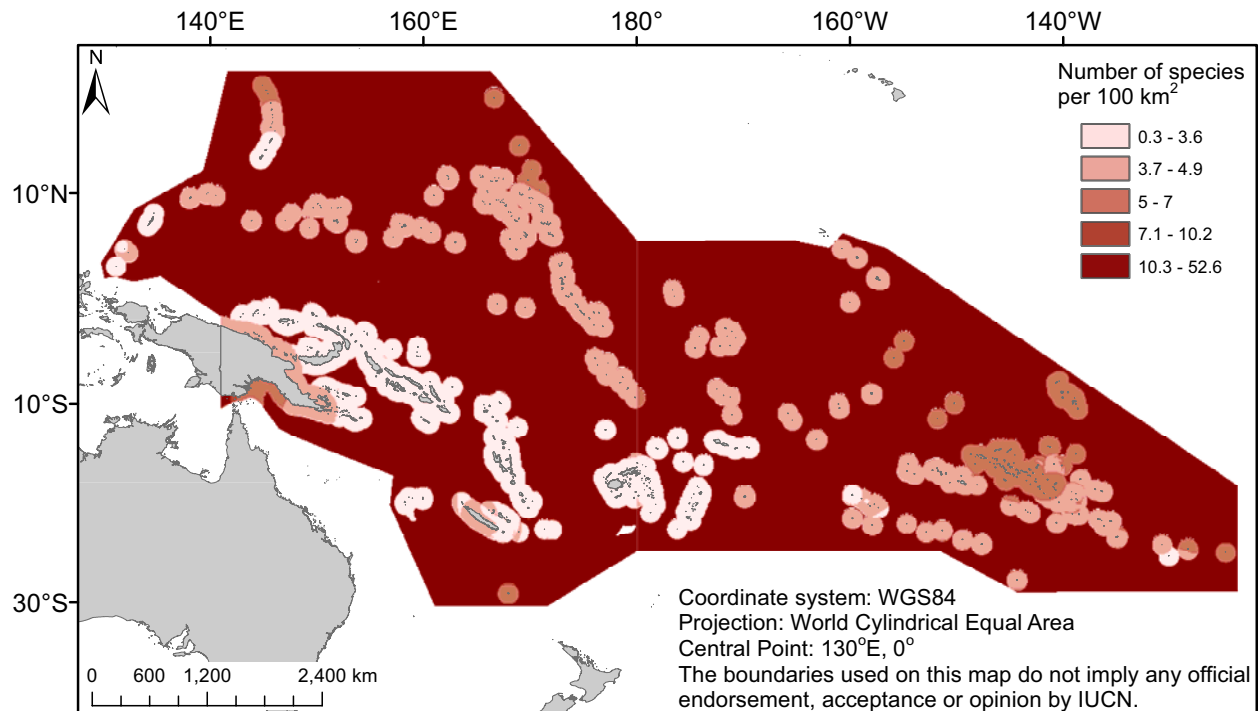 140°E 160°E 180° 160°W 140°W
N
Number of species
per 100 km²
0.3 - 3.6
3.7 - 4.9
5 - 7
7.1 - 10.2
10.3 - 52.6
10°N
10°S
30°S
Coordinate system: WGS84
Projection: World Cylindrical Equal Area
Central Point: 130°E, 0°
The boundaries used on this map do not imply any official
endorsement, acceptance or opinion by IUCN.
0 600 1,200 2,400 km